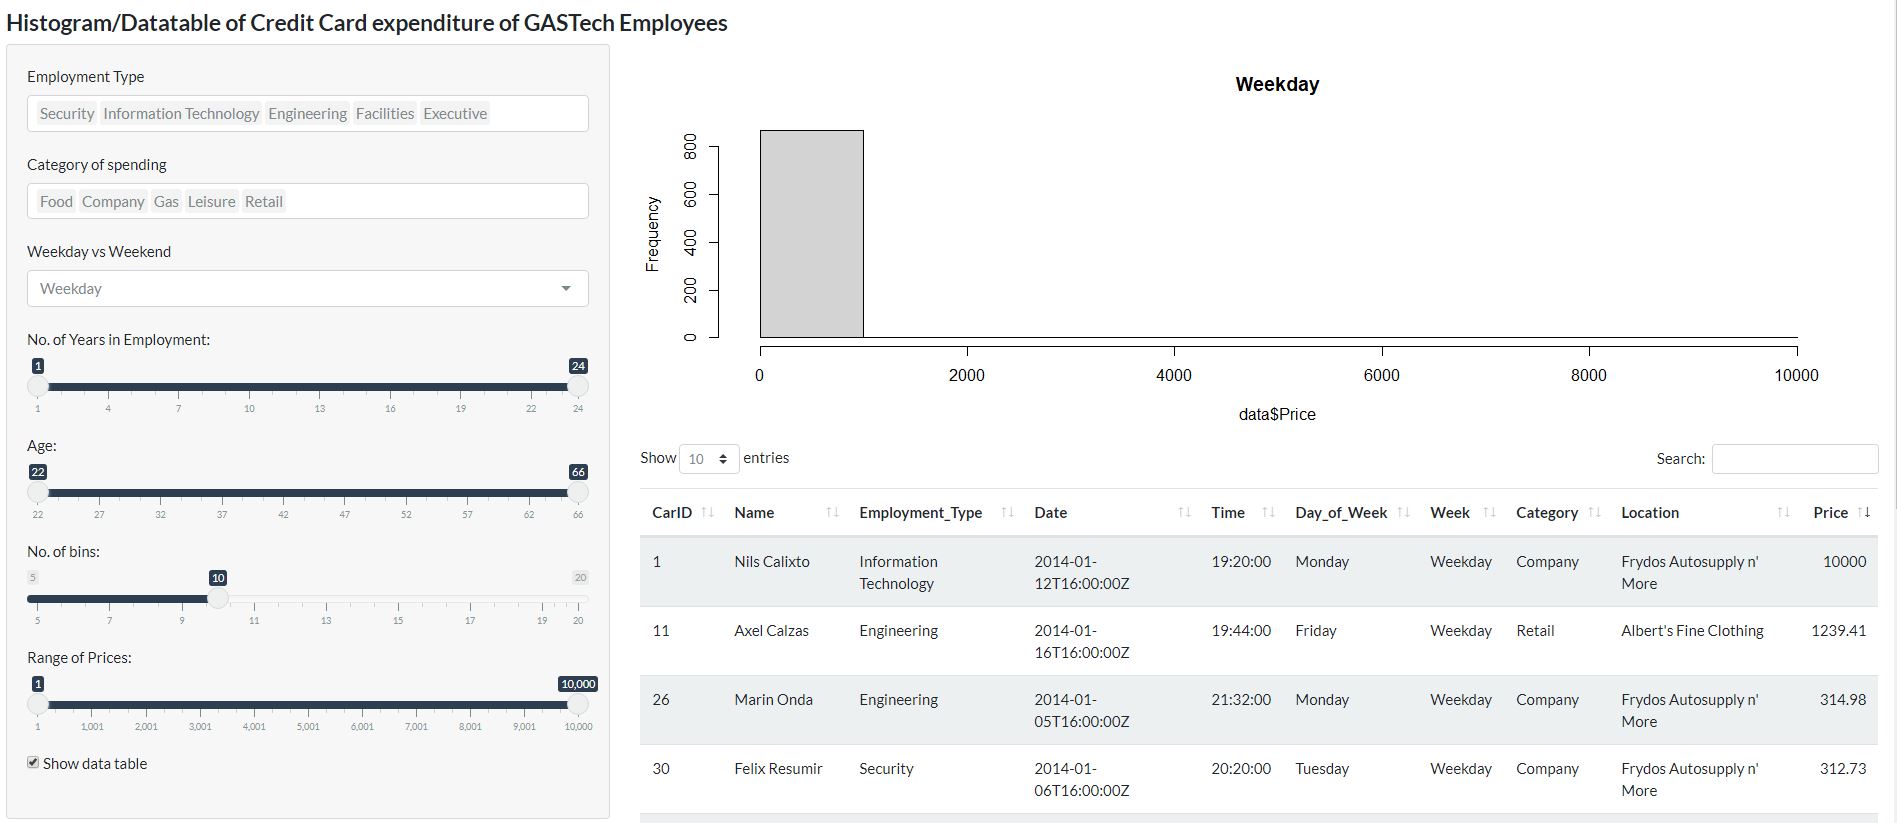 Histogram/Datatable of Credit Card expenditure of GASTech Employees
Employment Type
Security Information Technology Engineering Facilities Executive
Category of spending
Food Company Gas Leisure Retail
Weekday vs Weekend
Weekday
No. of Years in Employment:
1 24
1 4 7 10 13 16 19 22 24
Age:
22 66
22 27 32 37 42 47 52 57 62 66
No. of bins:
5 10 20
5 7 9 11 13 15 17 19 20
Range of Prices:
1 10,000
1 1,001 2,001 3,001 4,001 5,001 6,001 7,001 8,001 9,001 10,000
Show data table
Weekday
Frequency
800
600
400
200
0
0 2000 4000 6000 8000 10000
data$Price
Show 10 entries Search:
CarID Name Employment_Type Date Time Day_of_Week Week Category Location Price
1 Nils Calixto Information 2014-01- 19:20:00 Monday Weekday Company Frydos Autosupply n' 10000
Technology 12T16:00:00Z More
11 Axel Calzas Engineering 2014-01- 19:44:00 Friday Weekday Retail Albert's Fine Clothing 1239.41
16T16:00:00Z
26 Marin Onda Engineering 2014-01- 21:32:00 Monday Weekday Company Frydos Autosupply n' 314.98
05T16:00:00Z More
30 Felix Resumir Security 2014-01- 20:20:00 Tuesday Weekday Company Frydos Autosupply n' 312.73
06T16:00:00Z More